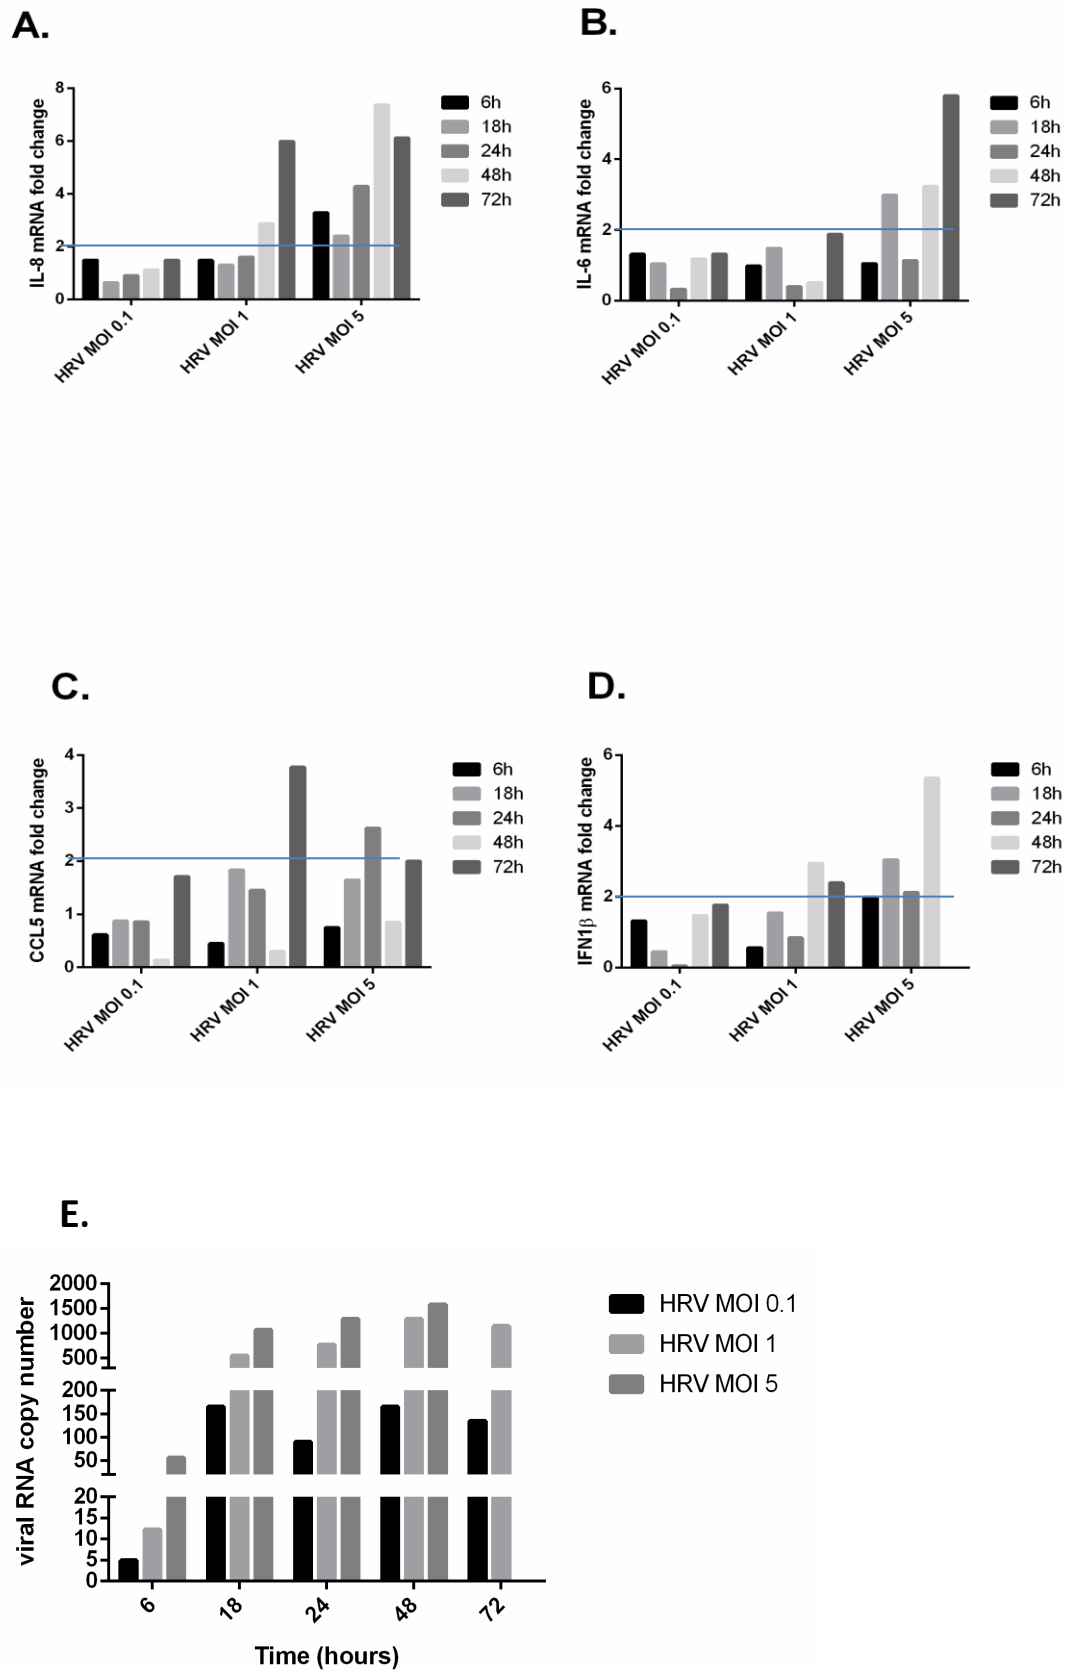 A.
IL-8 mRNA fold change
8
6
4
2
0
HRV MOI 0.1
HRV MOI 1
HRV MOI 5
6h
18h
24h
48h
72h
B.
IL-6 mRNA fold change
6
4
2
0
HRV MOI 0.1
HRV MOI 1
HRV MOI 5
6h
18h
24h
48h
72h
C.
CCL5 mRNA fold change
4
3
2
1
0
HRV MOI 0.1
HRV MOI 1
HRV MOI 5
6h
18h
24h
48h
72h
D.
IFN1β mRNA fold change
6
4
2
0
HRV MOI 0.1
HRV MOI 1
HRV MOI 5
6h
18h
24h
48h
72h
E.
viral RNA copy number
2000
1500
1000
500
200
150
100
50
20
15
10
5
0
6
18
24
48
72
Time (hours)
HRV MOI 0.1
HRV MOI 1
HRV MOI 5